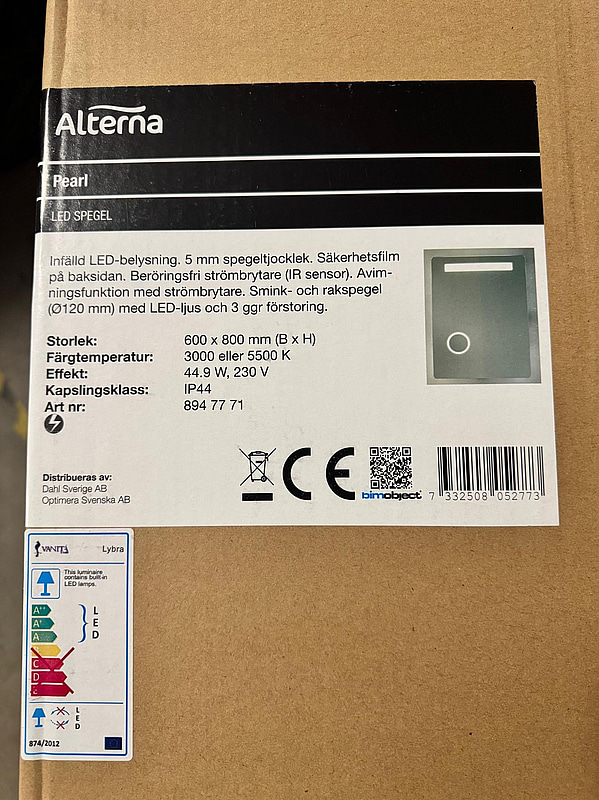 Alterna
Pearl
LED SPEGEL
Infälld LED-belysning. 5 mm spegeltjocklek. Säkerhetsfilm
på baksidan. Beröringsfri strömbrytare (IR sensor). Avim-
ningsfunktion med strömbrytare. Smink- och rakspegel
(Ø120 mm) med LED-ljus och 3 ggr förstoring.
Storlek: 600 x 800 mm (B x H)
Färgtemperatur: 3000 eller 5500 K
Effekt: 44.9 W, 230 V
Kapslingsklass: IP44
Art nr: 894 77 71
Distribueras av:
Dahl Sverige AB
Optimera Svenska AB
CE
bimobject
7 332508 052773
VANITÀ Lybra
This luminaire
contains built-in
LED lamps.
A++
A+
A
C
D
E
LED
LED
874/2012